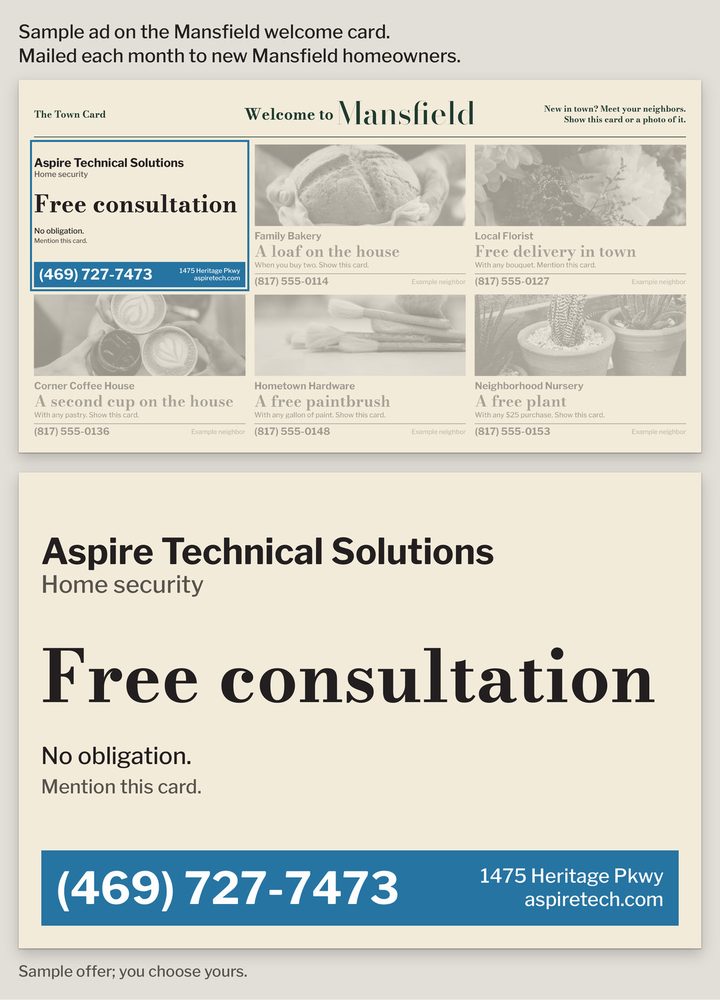 Sample ad on the Mansfield welcome card.
Mailed each month to new Mansfield homeowners.
The Town Card
Welcome to Mansfield
New in town? Meet your neighbors.
Show this card or a photo of it.
Aspire Technical Solutions
Home security
Free consultation
No obligation.
Mention this card.
(469) 727-7473
1475 Heritage Pkwy
aspiretech.com
Family Bakery
A loaf on the house
When you buy two. Show this card.
(817) 555-0114
Example neighbor
Local Florist
Free delivery in town
With any bouquet. Mention this card.
(817) 555-0127
Example neighbor
Corner Coffee House
A second cup on the house
With any pastry. Show this card.
(817) 555-0136
Example neighbor
Hometown Hardware
A free paintbrush
With any gallon of paint. Show this card.
(817) 555-0148
Example neighbor
Neighborhood Nursery
A free plant
With any $25 purchase. Show this card.
(817) 555-0153
Example neighbor
Aspire Technical Solutions
Home security
Free consultation
No obligation.
Mention this card.
(469) 727-7473
1475 Heritage Pkwy
aspiretech.com
Sample offer; you choose yours.